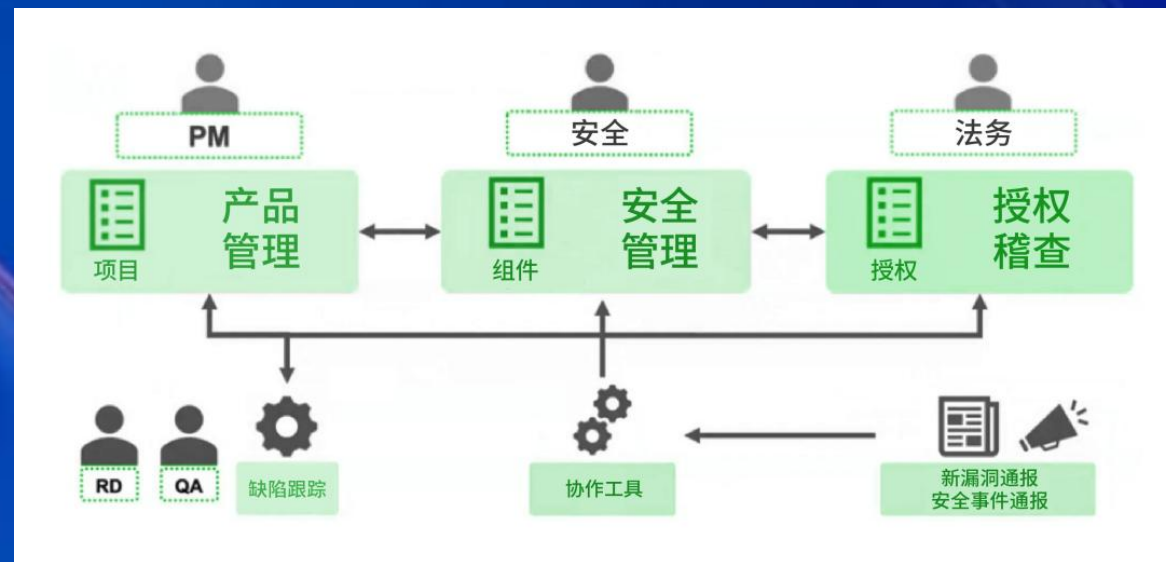 PM
安全
法务
项目
产品
管理
组件
安全
管理
授权
授权
稽查
RD
QA
缺陷跟踪
协作工具
新漏洞通报
安全事件通报